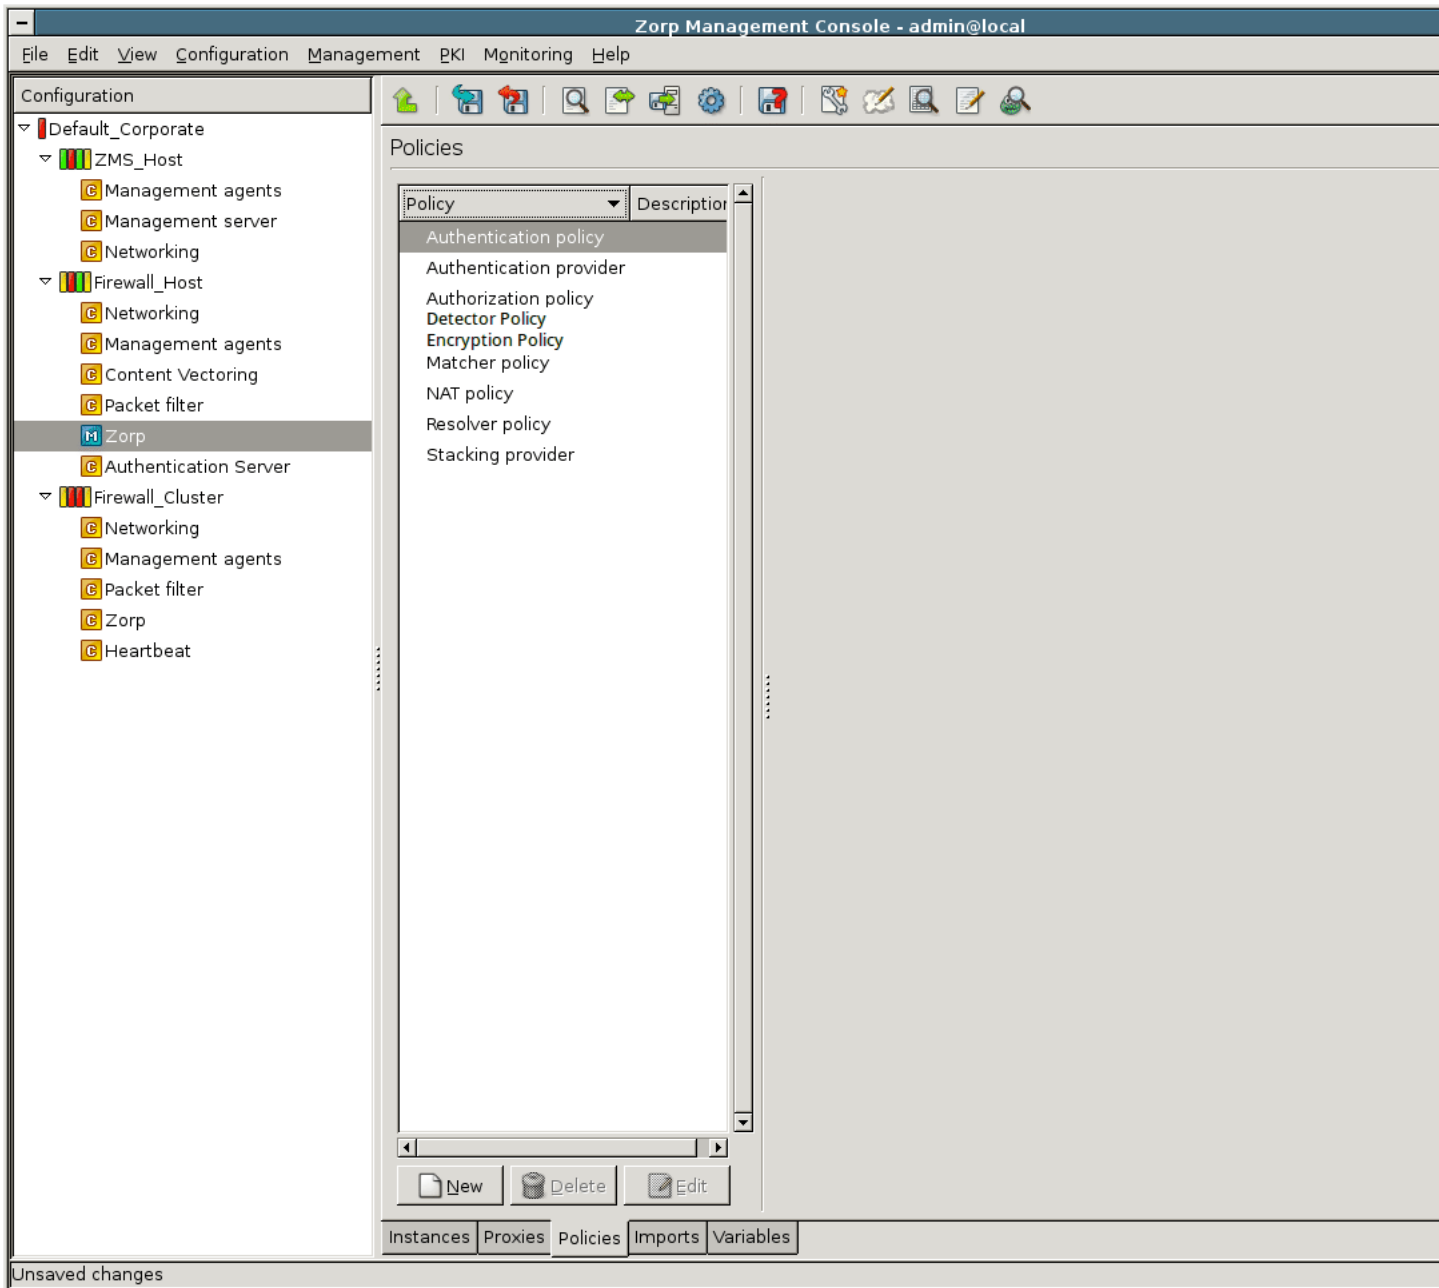 Zorp Management Console - admin@local
File Edit View Configuration Management PKI Monitoring Help
Configuration
Default_Corporate
ZMS_Host
Management agents
Management server
Networking
Firewall_Host
Networking
Management agents
Content Vectoring
Packet filter
Zorp
Authentication Server
Firewall_Cluster
Networking
Management agents
Packet filter
Zorp
Heartbeat
Policies
Policy Description
Authentication policy
Authentication provider
Authorization policy
Detector Policy
Encryption Policy
Matcher policy
NAT policy
Resolver policy
Stacking provider
New Delete Edit
Instances Proxies Policies Imports Variables
Unsaved changes